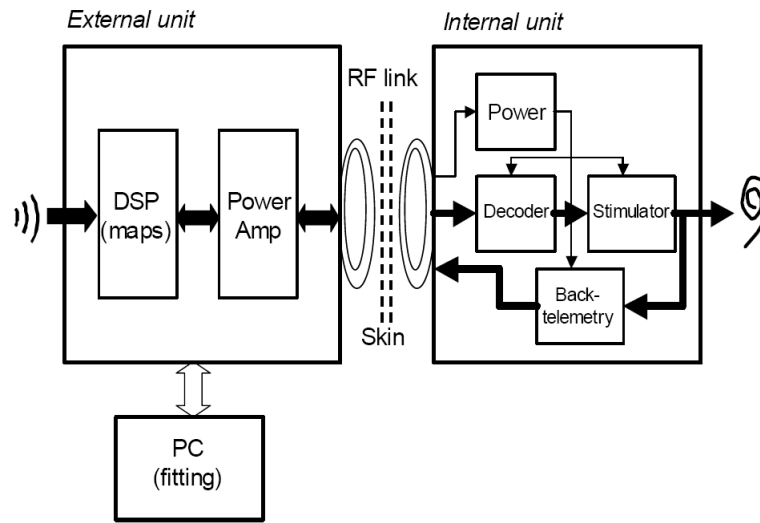 External unit
Internal unit
RF link
Power
DSP
(maps)
Power
Amp
Decoder
Stimulator
Back-
telemetry
Skin
PC
(fitting)